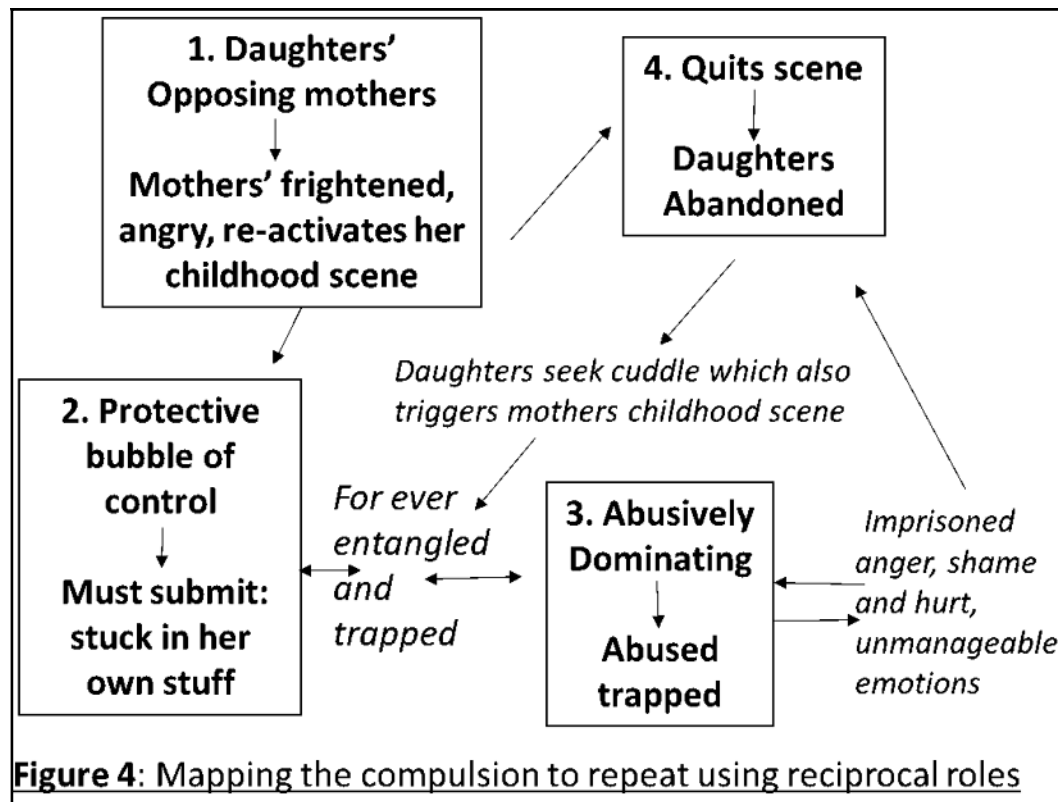 1. Daughters’
Opposing mothers
Mothers’ frightened,
angry, re-activates her
childhood scene
4. Quits scene
Daughters
Abandoned
Daughters seek cuddle which also
triggers mothers childhood scene
2. Protective
bubble of
control
Must submit:
stuck in her
own stuff
For ever
entangled
and
trapped
3. Abusively
Dominating
Abused
trapped
Imprisoned
anger, shame
and hurt,
unmanageable
emotions
Figure 4: Mapping the compulsion to repeat using reciprocal roles